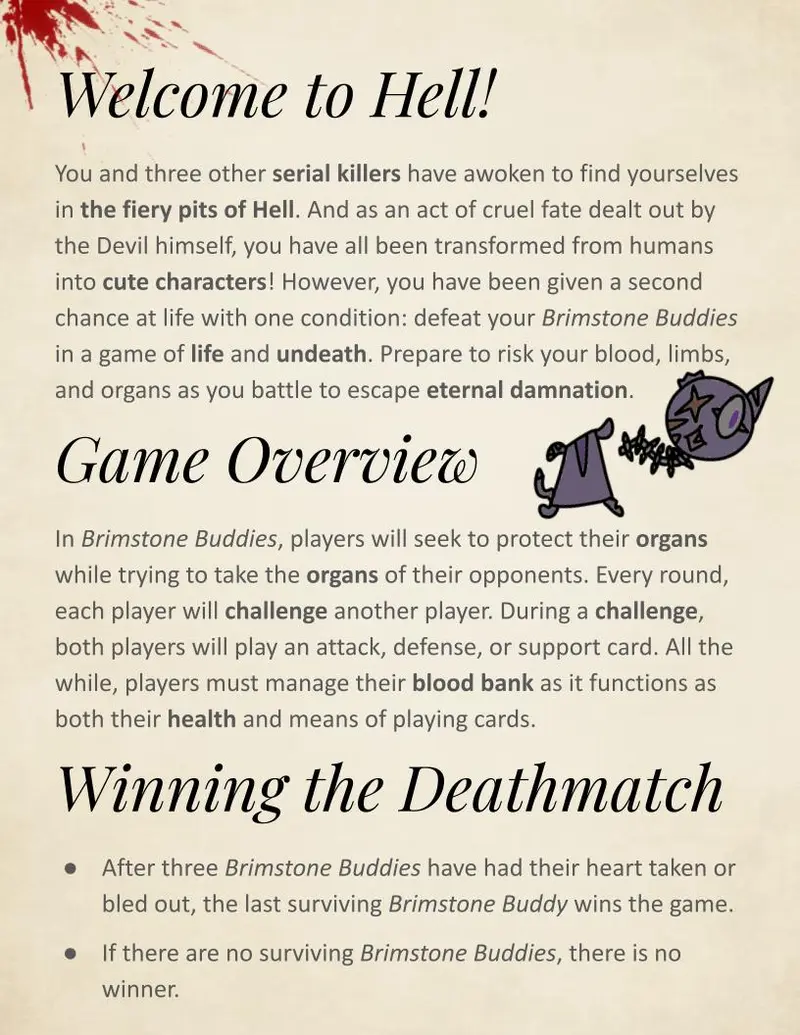 Welcome to Hell!
You and three other serial killers have awoken to find yourselves
in the fiery pits of Hell. And as an act of cruel fate dealt out by
the Devil himself, you have all been transformed from humans
into cute characters! However, you have been given a second
chance at life with one condition: defeat your Brimstone Buddies
in a game of life and undeath. Prepare to risk your blood, limbs,
and organs as you battle to escape eternal damnation.
Game Overview
In Brimstone Buddies, players will seek to protect their organs
while trying to take the organs of their opponents. Every round,
each player will challenge another player. During a challenge,
both players will play an attack, defense, or support card. All the
while, players must manage their blood bank as it functions as
both their health and means of playing cards.
Winning the Deathmatch
● After three Brimstone Buddies have had their heart taken or
bled out, the last surviving Brimstone Buddy wins the game.
● If there are no surviving Brimstone Buddies, there is no
winner.